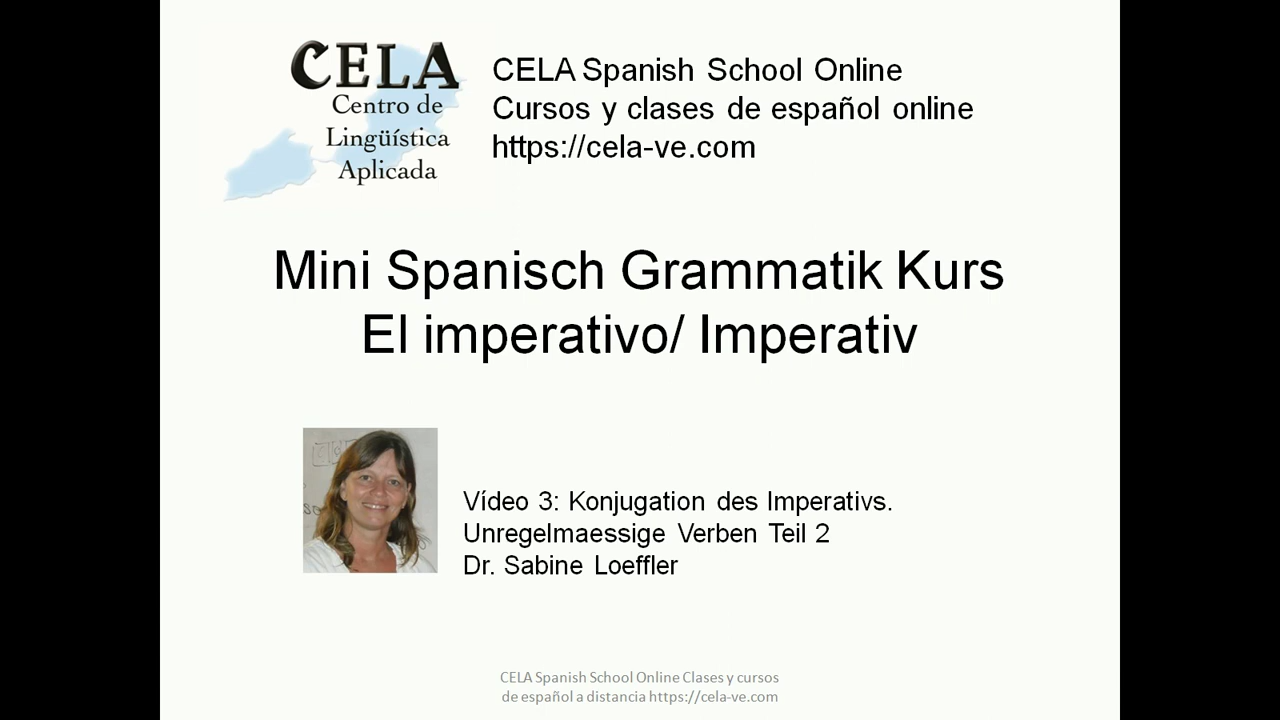 CELA
Centro de
Lingüística
Aplicada
CELA Spanish School Online
Cursos y clases de español online
https://cela-ve.com
Mini Spanisch Grammatik Kurs
El imperativo/ Imperativ
Vídeo 3: Konjugation des Imperativs.
Unregelmaessige Verben Teil 2
Dr. Sabine Loeffler
CELA Spanish School Online Clases y cursos
de español a distancia https://cela-ve.com